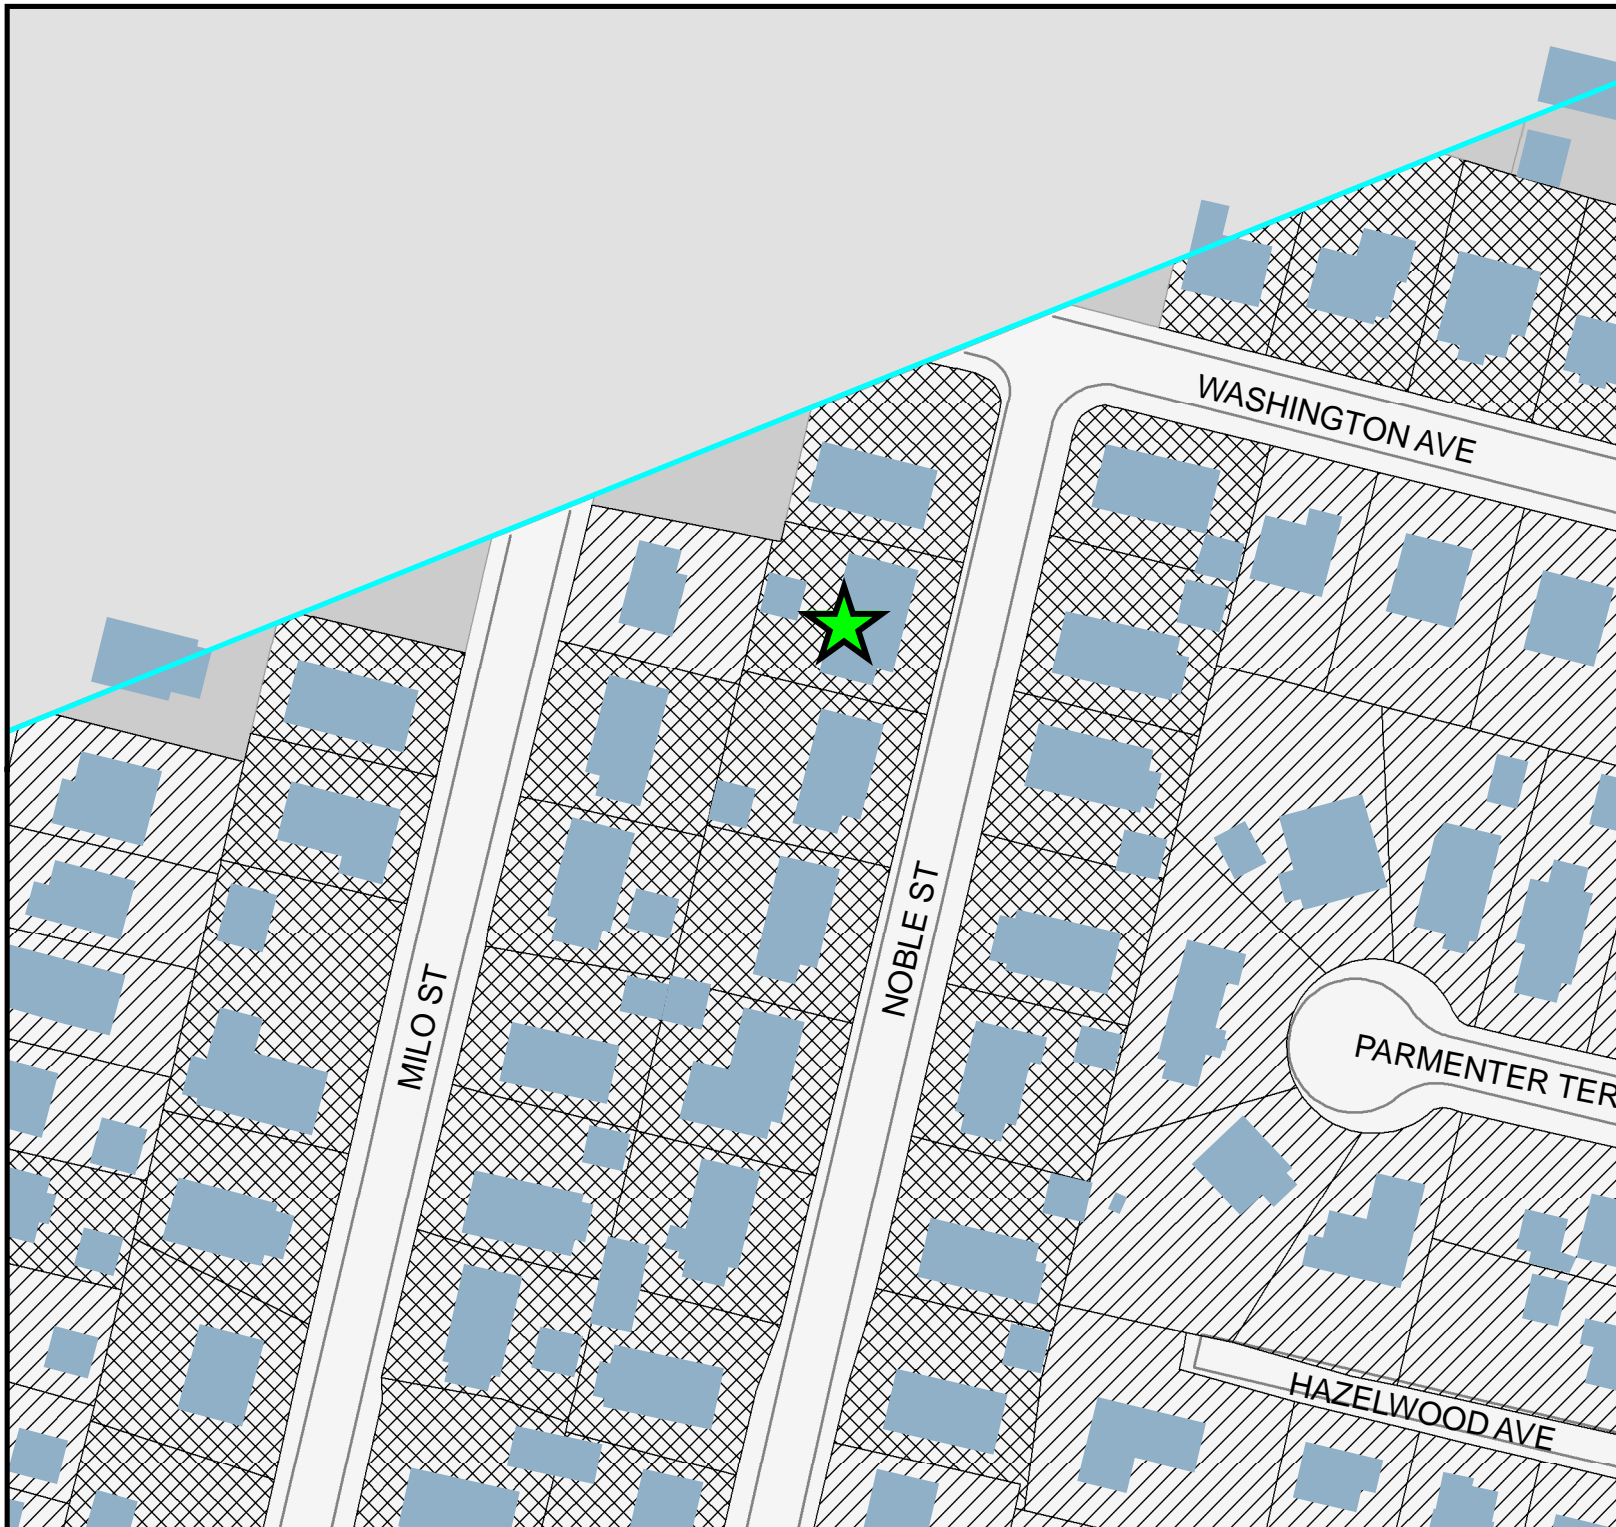 WASHINGTON AVE
NOBLE ST
MILO ST
PARMENTER TER
HAZELWOOD AVE